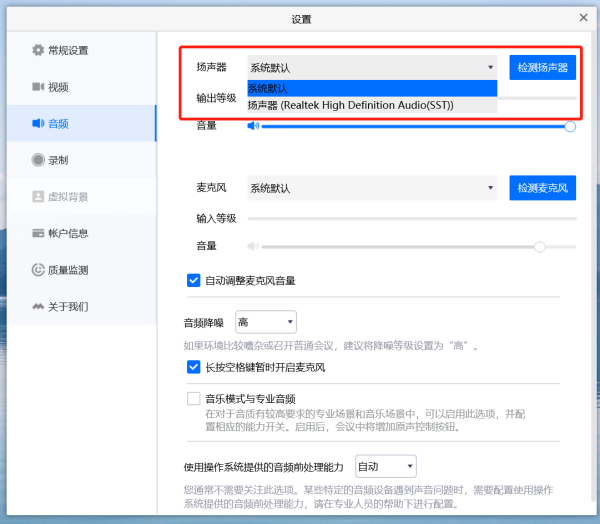 设置
常规设置
视频
音频
录制
虚拟背景
帐户信息
质量监测
关于我们
扬声器
系统默认
检测扬声器
系统默认
输出等级
扬声器 (Realtek High Definition Audio(SST))
音量
麦克风
系统默认
检测麦克风
输入等级
音量
自动调整麦克风音量
音频降噪
高
如果环境比较嘈杂或召开普通会议，建议将降噪等级设置为“高”。
长按空格键暂时开启麦克风
音乐模式与专业音频
在对于音质有较高要求的专业场景和音乐场景中，可以启用此选项，并配
置相应的能力开关。启用后，会议中将增加原声控制按钮。
使用操作系统提供的音频前处理能力
自动
您通常不需要关注此选项。某些特定的音频设备遇到声音问题时，需要配置使用操作
系统提供的音频前处理能力，请在专业人员的帮助下进行配置。